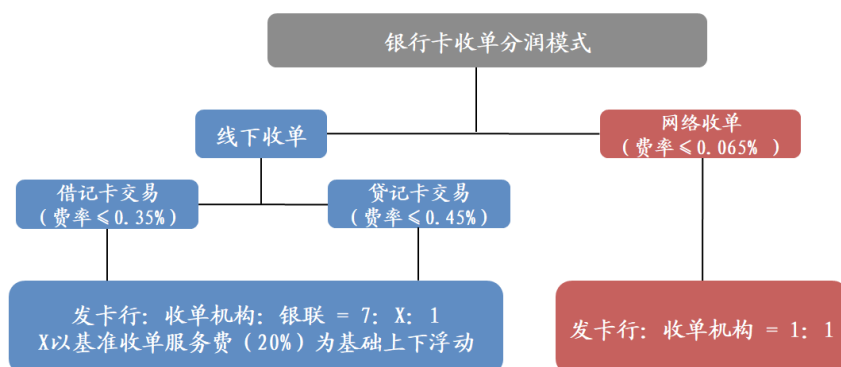 银行卡收单分润模式
线下收单
网络收单
（费率≤0.065% ）
借记卡交易
（费率≤0.35%）
贷记卡交易
（费率≤0.45%）
发卡行：收单机构：银联 = 7：X：1
X以基准收单服务费（20%）为基础上下浮动
发卡行：收单机构 = 1：1